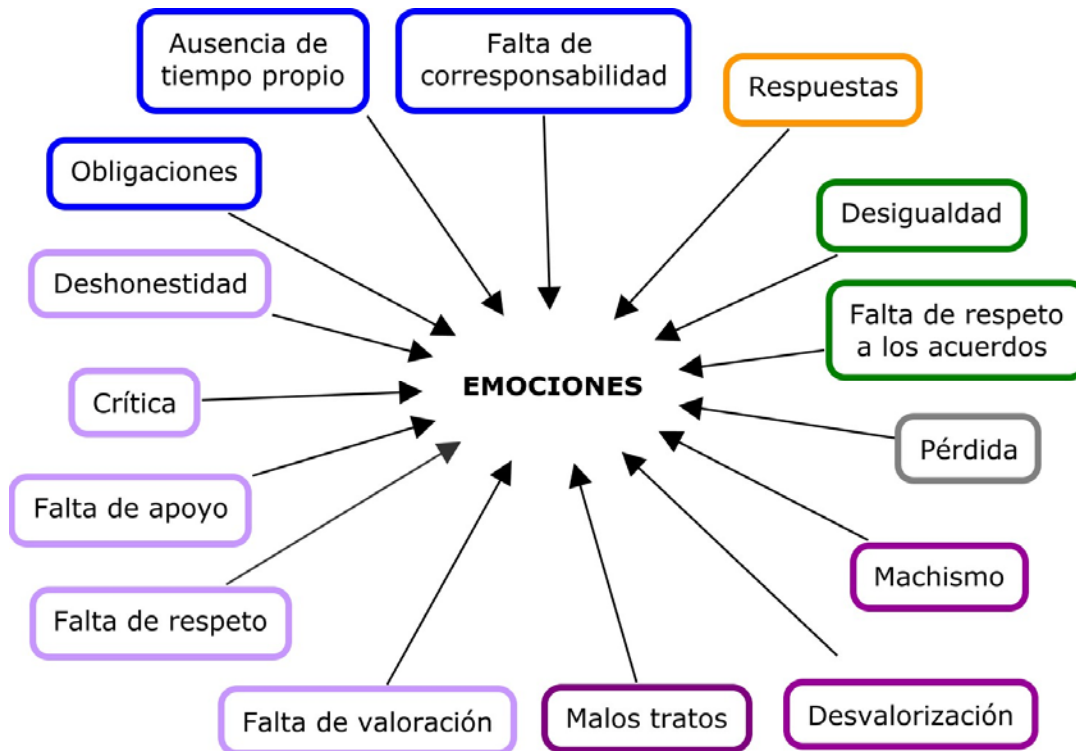 Ausencia de
tiempo propio
Falta de
corresponsabilidad
Respuestas
Obligaciones
Desigualdad
Deshonestidad
Falta de respeto
a los acuerdos
EMOCIONES
Crítica
Pérdida
Falta de apoyo
Machismo
Falta de respeto
Falta de valoración
Malos tratos
Desvalorización